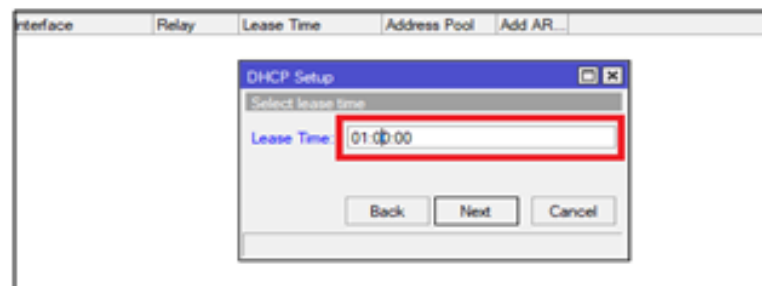 Interface Relay Lease Time Address Pool Add AR...
DHCP Setup
Select lease time
Lease Time: 01:00:00
Back Next Cancel